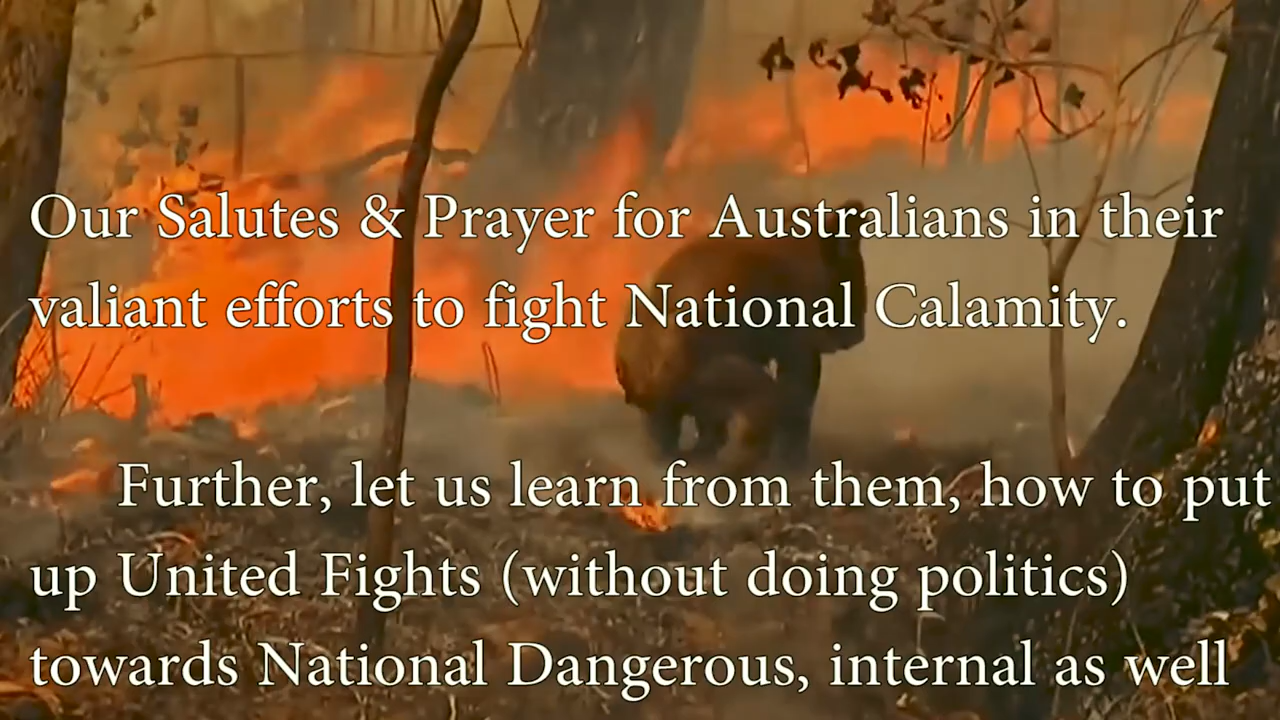 Our Salutes & Prayer for Australians in their
valiant efforts to fight National Calamity.
Further, let us learn from them, how to put
up United Fights (without doing politics)
towards National Dangerous, internal as well